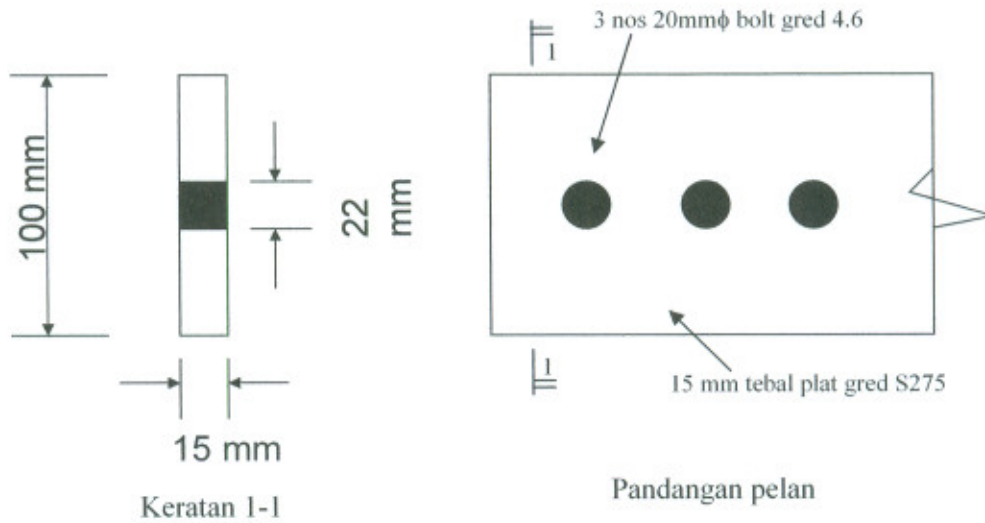 3 nos 20mmϕ bolt gred 4.6
1
100 mm
22 mm
1
15 mm tebal plat gred S275
15 mm
Keratan 1-1
Pandangan pelan